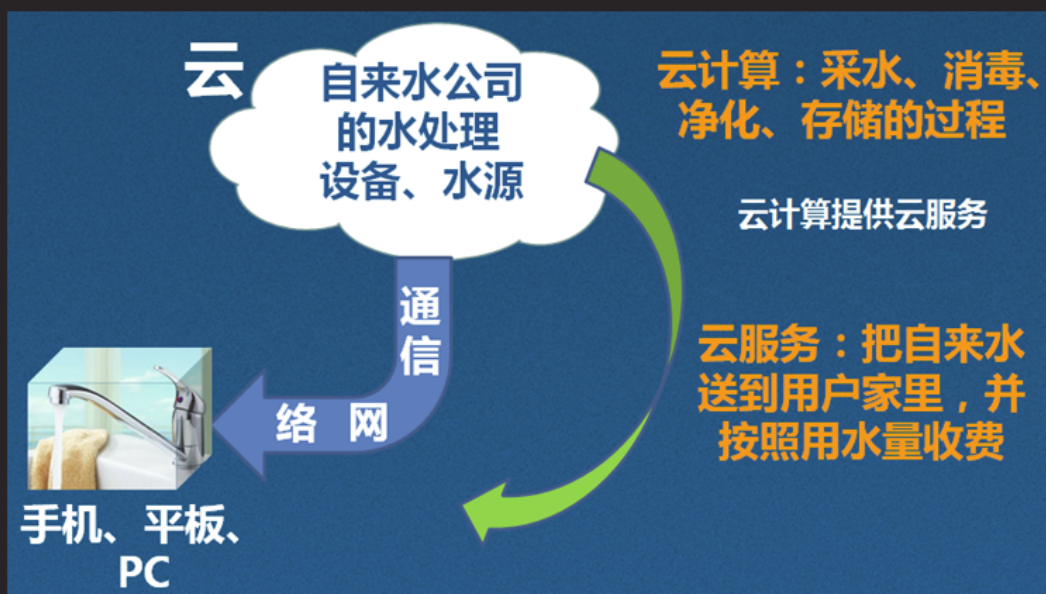 云
自来水公司
的水处理
设备、水源
云计算：采水、消毒、
净化、存储的过程
云计算提供云服务
通
信
络 网
云服务：把自来水
送到用户家里，并
按照用水量收费
手机、平板、
PC